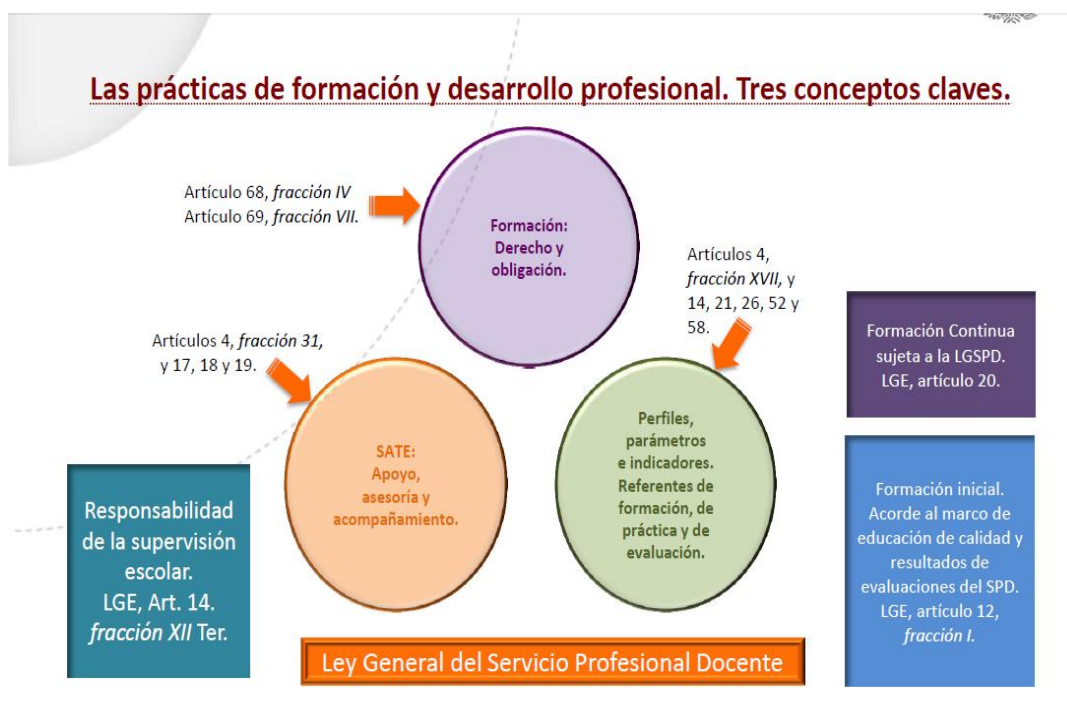 Las prácticas de formación y desarrollo profesional. Tres conceptos claves.
Artículo 68, fracción IV
Artículo 69, fracción VII.
Formación:
Derecho y
obligación.
Artículos 4,
fracción XVII, y
14, 21, 26, 52 y
58.
Artículos 4, fracción 31,
y 17, 18 y 19.
SATE:
Apoyo,
asesoría y
acompañamiento.
Perfiles,
parámetros
e indicadores.
Referentes de
formación, de
práctica y de
evaluación.
Formación Continua
sujeta a la LGSPD.
LGE, artículo 20.
Responsabilidad
de la supervisión
escolar.
LGE, Art. 14.
fracción XII Ter.
Formación inicial.
Acorde al marco de
educación de calidad y
resultados de
evaluaciones del SPD.
LGE, artículo 12,
fracción I.
Ley General del Servicio Profesional Docente